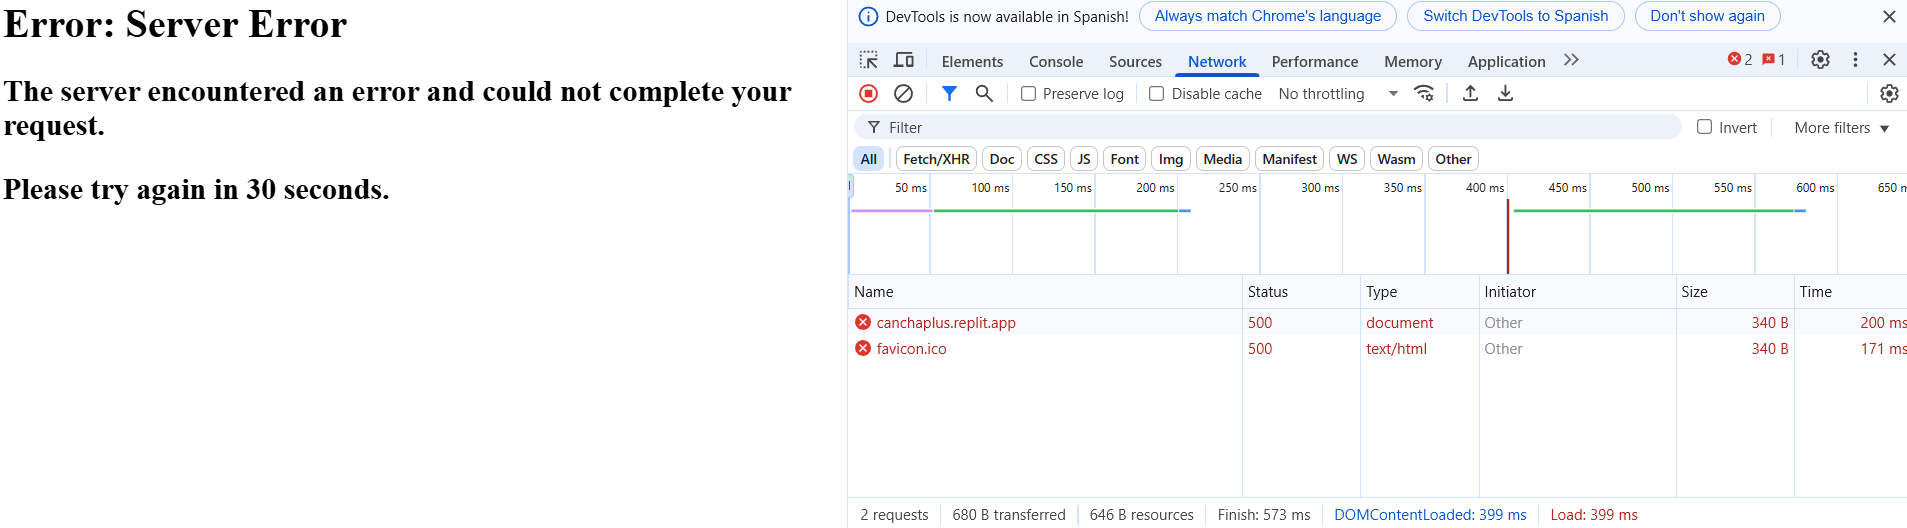 Error: Server Error
The server encountered an error and could not complete your
request.
Please try again in 30 seconds.
DevTools is now available in Spanish! Always match Chrome's language Switch DevTools to Spanish Don't show again
Elements Console Sources Network Performance Memory Application 2 1
Preserve log Disable cache No throttling
Filter Invert More filters
All Fetch/XHR Doc CSS JS Font Img Media Manifest WS Wasm Other
50 ms 100 ms 150 ms 200 ms 250 ms 300 ms 350 ms 400 ms 450 ms 500 ms 550 ms 600 ms 650 m
Name Status Type Initiator Size Time
canchaplus.replit.app 500 document Other 340 B 200 ms
favicon.ico 500 text/html Other 340 B 171 ms
2 requests 680 B transferred 646 B resources Finish: 573 ms DOMContentLoaded: 399 ms Load: 399 ms